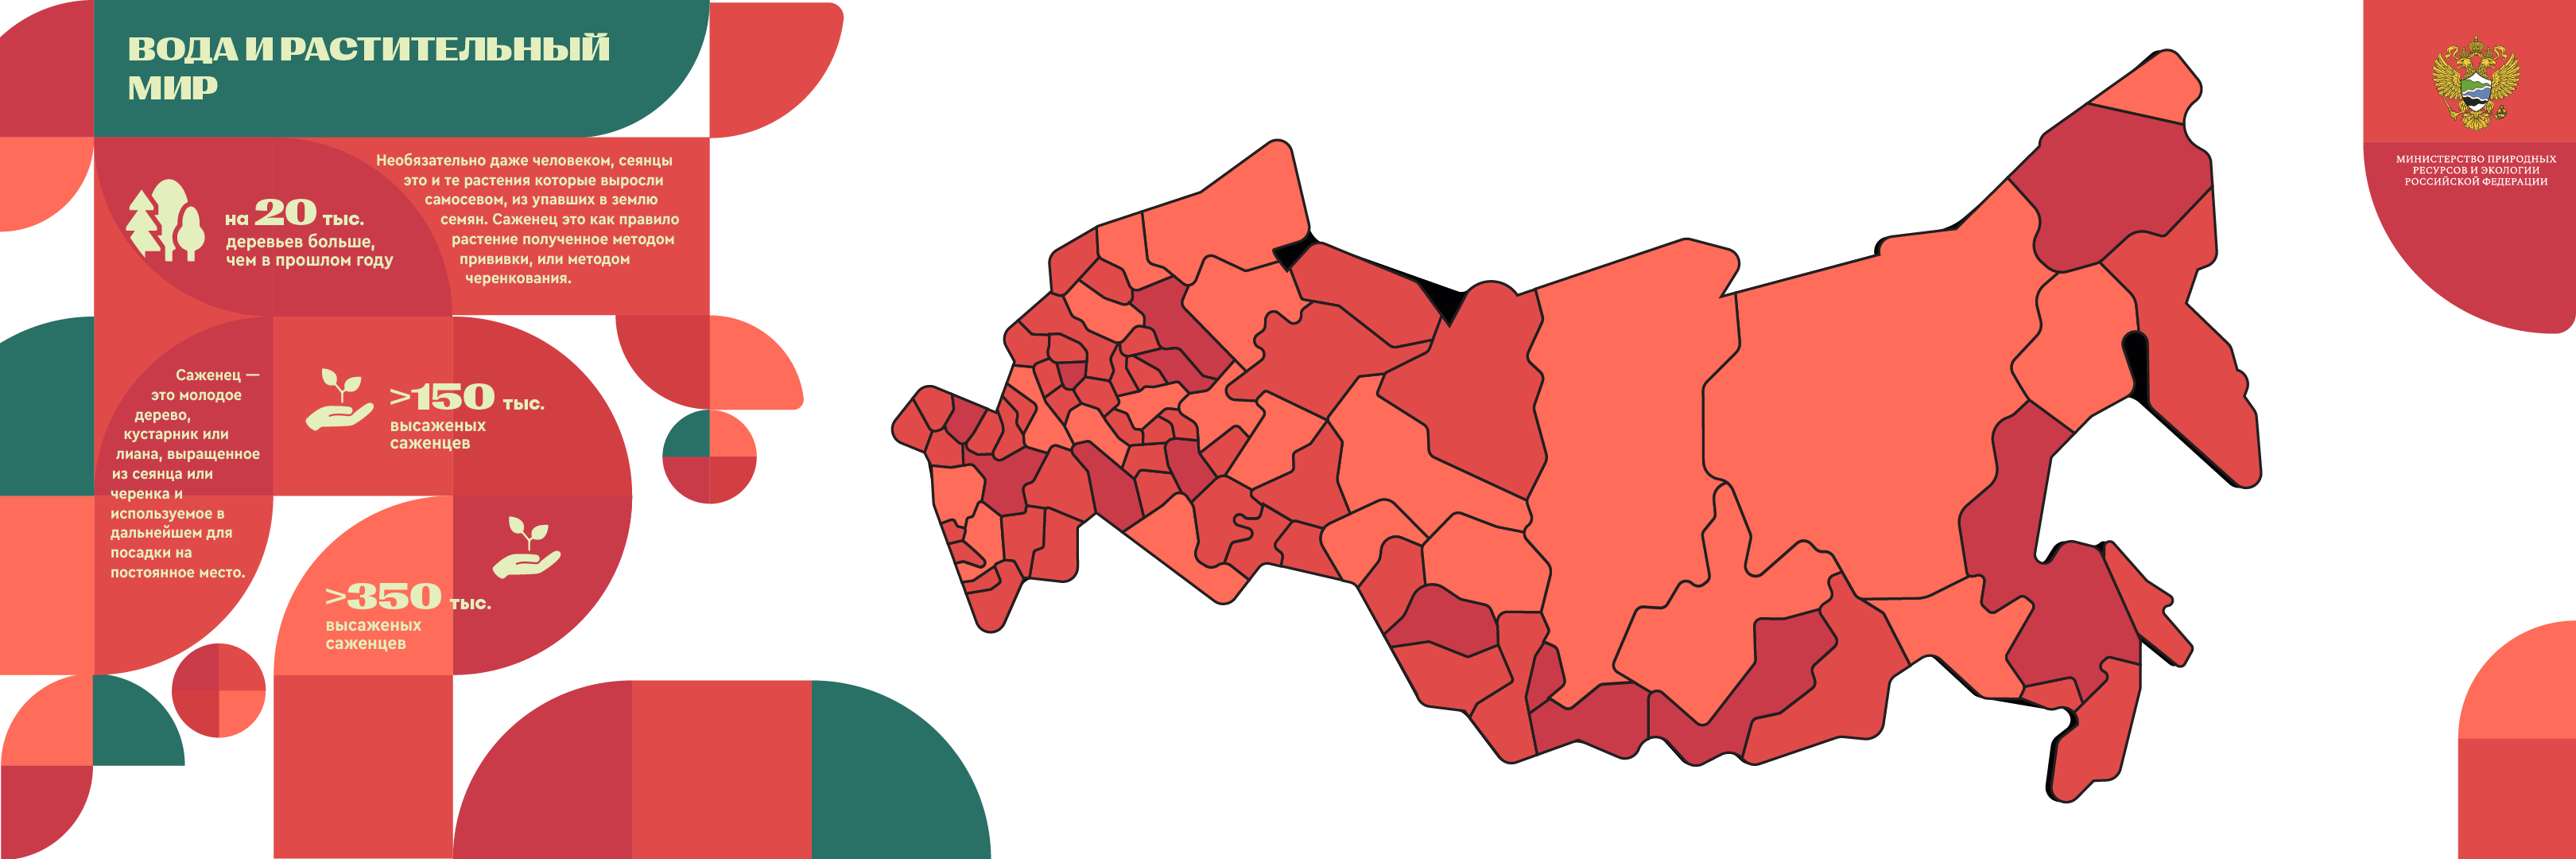 ВОДА И РАСТИТЕЛЬНЫЙ
МИР
Необязательно даже человеком, сеянцы
это и те растения которые выросли
самосевом, из упавших в землю
семян. Саженец это как правило
растение полученное методом
прививки, или методом
черенкования.
на 20 тыс.
деревьев больше,
чем в прошлом году
Саженец —
это молодое
дерево,
кустарник или
лиана, выращенное
из сеянца или
черенка и
используемое в
дальнейшем для
посадки на
постоянное место.
>150 тыс.
высаженых
саженцев
>350 тыс.
высаженых
саженцев
МИНИСТЕРСТВО ПРИРОДНЫХ
РЕСУРСОВ И ЭКОЛОГИИ
РОССИЙСКОЙ ФЕДЕРАЦИИ